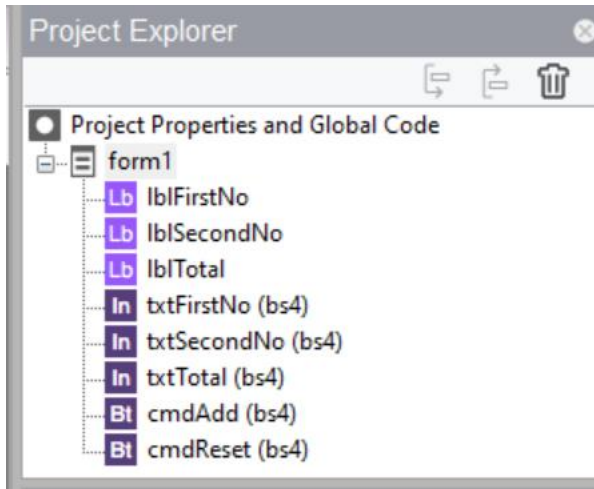 Project Explorer
Project Properties and Global Code
form1
Lb lblFirstNo
Lb lblSecondNo
Lb lblTotal
In txtFirstNo (bs4)
In txtSecondNo (bs4)
In txtTotal (bs4)
Bt cmdAdd (bs4)
Bt cmdReset (bs4)